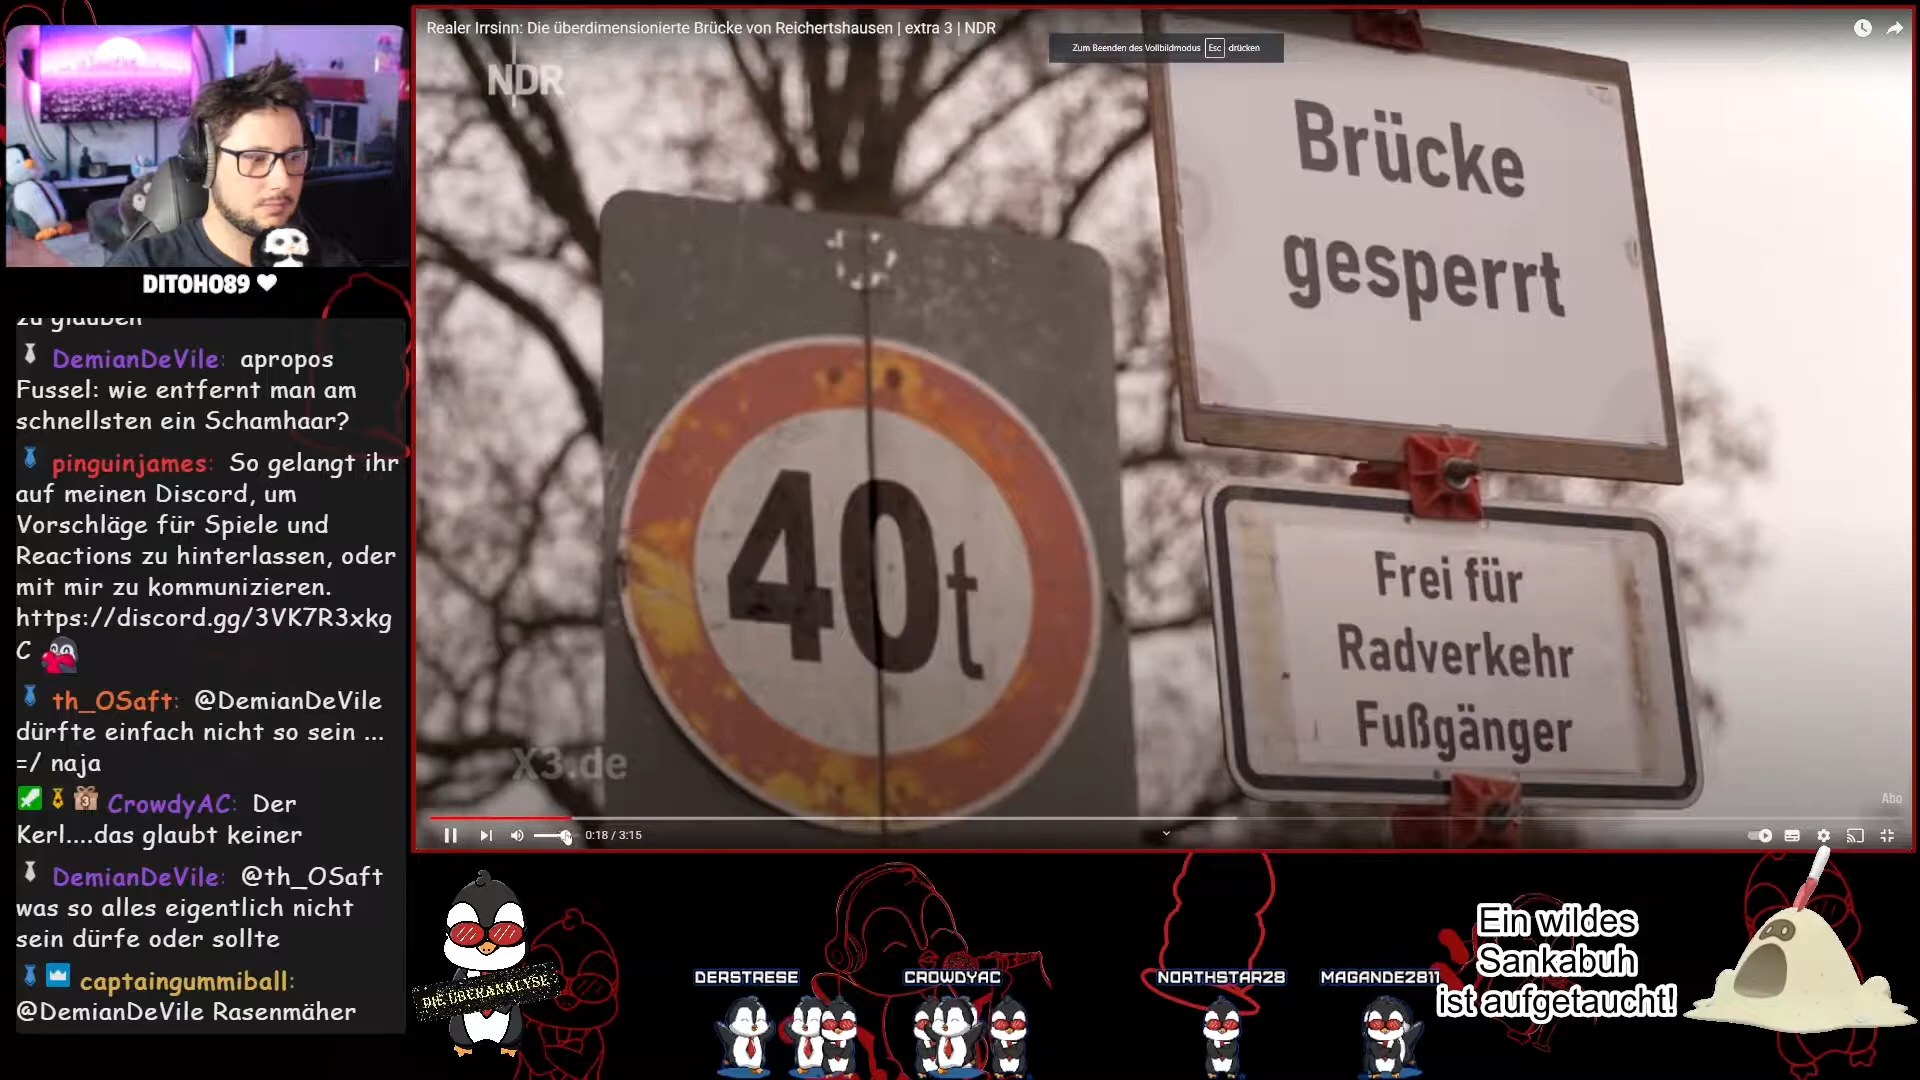 Realer Irrsinn: Die überdimensionierte Brücke von Reichertshausen | extra 3 | NDR
Zum Beenden des Vollbildmodus Esc drücken
NDR
Brücke
gesperrt
40t
Frei für
Radverkehr
Fußgänger
X3.de
Abo
0:18 / 3:15
DITOHO89
zu glauben
DemianDeVile: apropos
Fussel: wie entfernt man am
schnellsten ein Schamhaar?
pinguinjames: So gelangt ihr
auf meinen Discord, um
Vorschläge für Spiele und
Reactions zu hinterlassen, oder
mit mir zu kommunizieren.
https://discord.gg/3VK7R3xkg
C
th_OSaft: @DemianDeVile
dürfte einfach nicht so sein ...
=/ naja
3 CrowdyAC: Der
Kerl....das glaubt keiner
DemianDeVile: @th_OSaft
was so alles eigentlich nicht
sein dürfe oder sollte
captaingummiball:
@DemianDeVile Rasenmäher
DIE ÜBERANALYSE
DERSTRESE
CROWDYAC
NORTHSTAR28
MAGANDE2811
Ein wildes
Sankabuh
ist aufgetaucht!